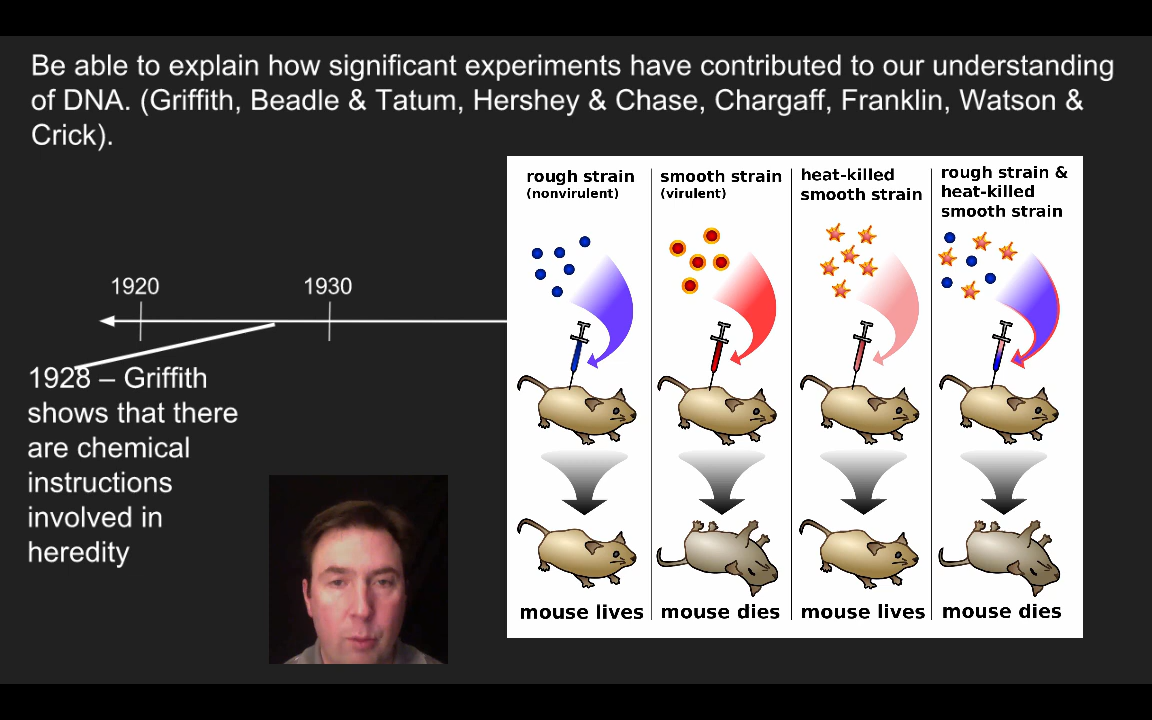 Be able to explain how significant experiments have contributed to our understanding
of DNA. (Griffith, Beadle & Tatum, Hershey & Chase, Chargaff, Franklin, Watson &
Crick).
1920
1930
1928 – Griffith
shows that there
are chemical
instructions
involved in
heredity
rough strain
(nonvirulent)
mouse lives
smooth strain
(virulent)
mouse dies
heat-killed
smooth strain
mouse lives
rough strain &
heat-killed
smooth strain
mouse dies